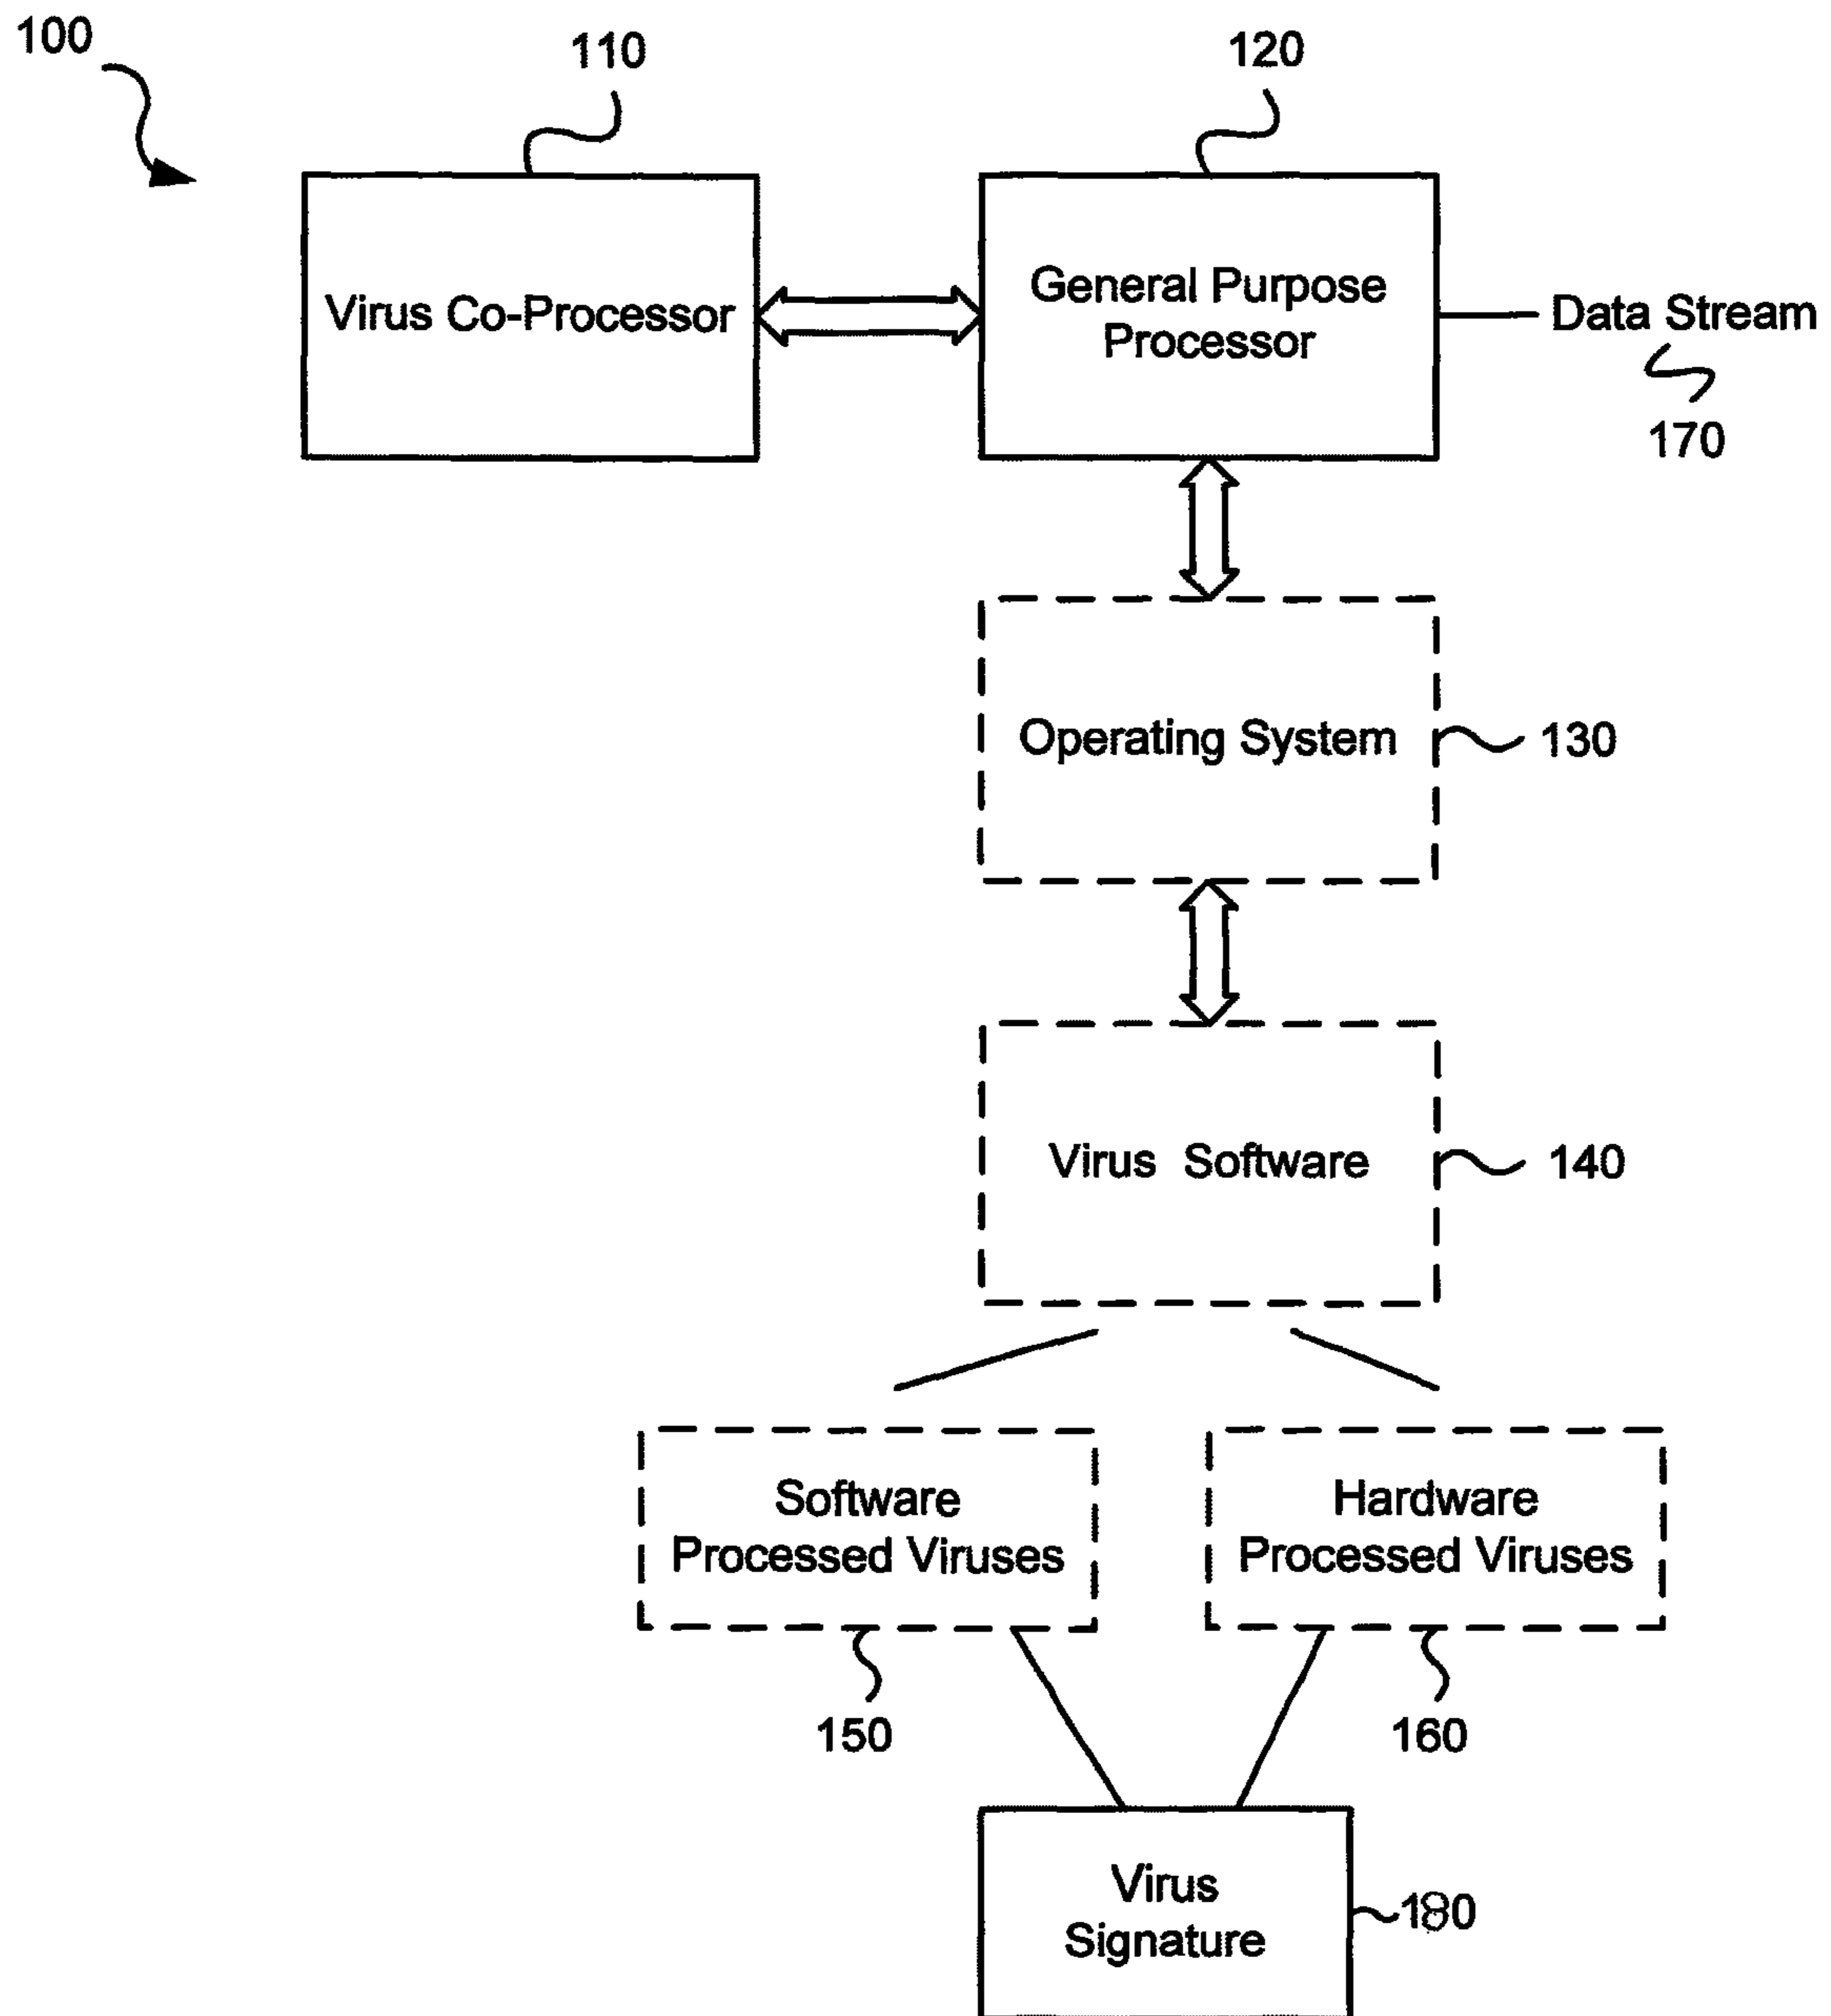 100
110
120
Virus Co-Processor
General Purpose
Processor
Data Stream
170
Operating System
130
Virus Software
140
Software
Processed Viruses
Hardware
Processed Viruses
150
160
Virus
Signature
180